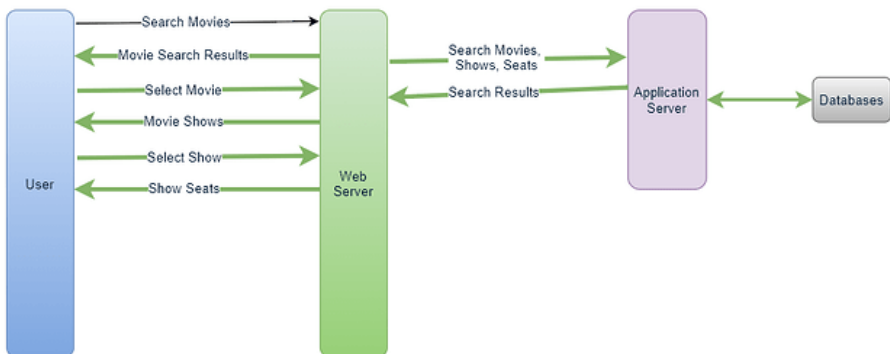 Search Movies
Movie Search Results
Select Movie
Movie Shows
Select Show
Show Seats
User
Web
Server
Search Movies,
Shows, Seats
Search Results
Application
Server
Databases